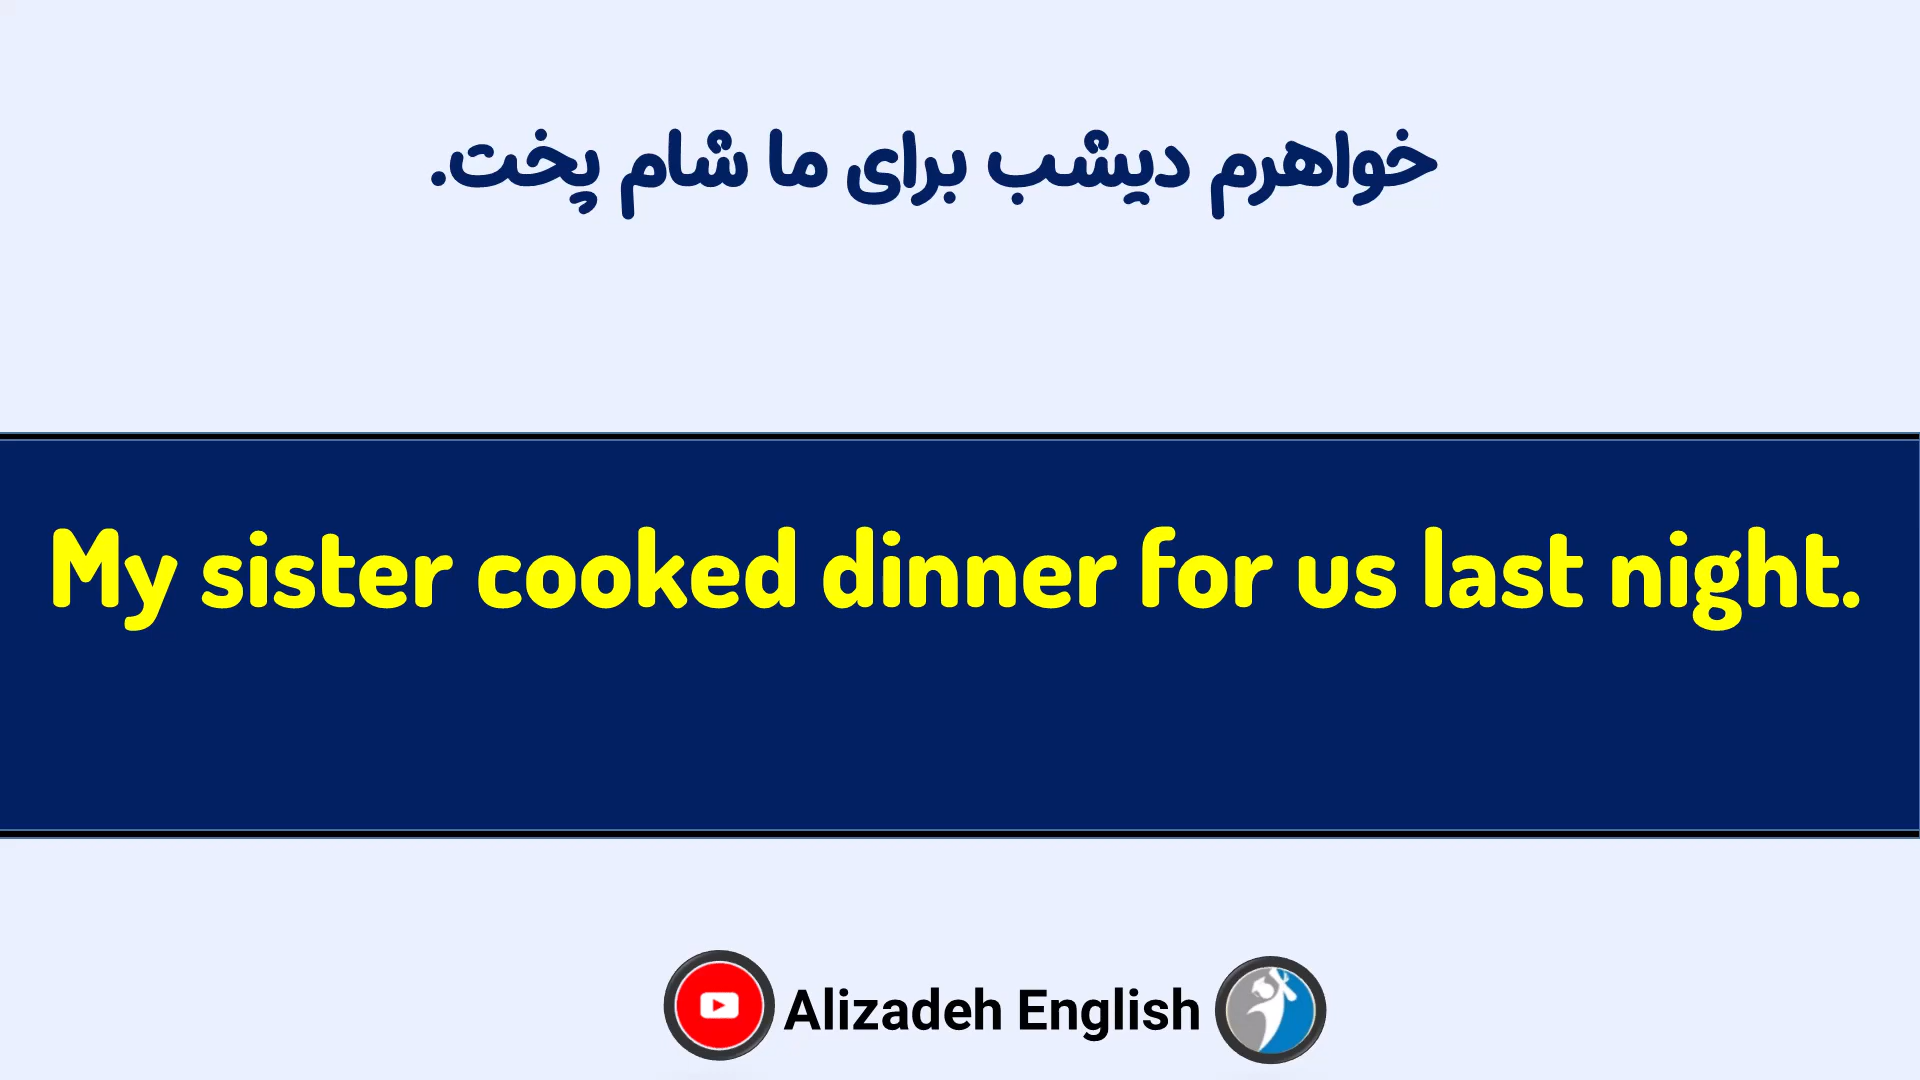 خواهرم دیشب برای ما شام پخت.
My sister cooked dinner for us last night.
Alizadeh English